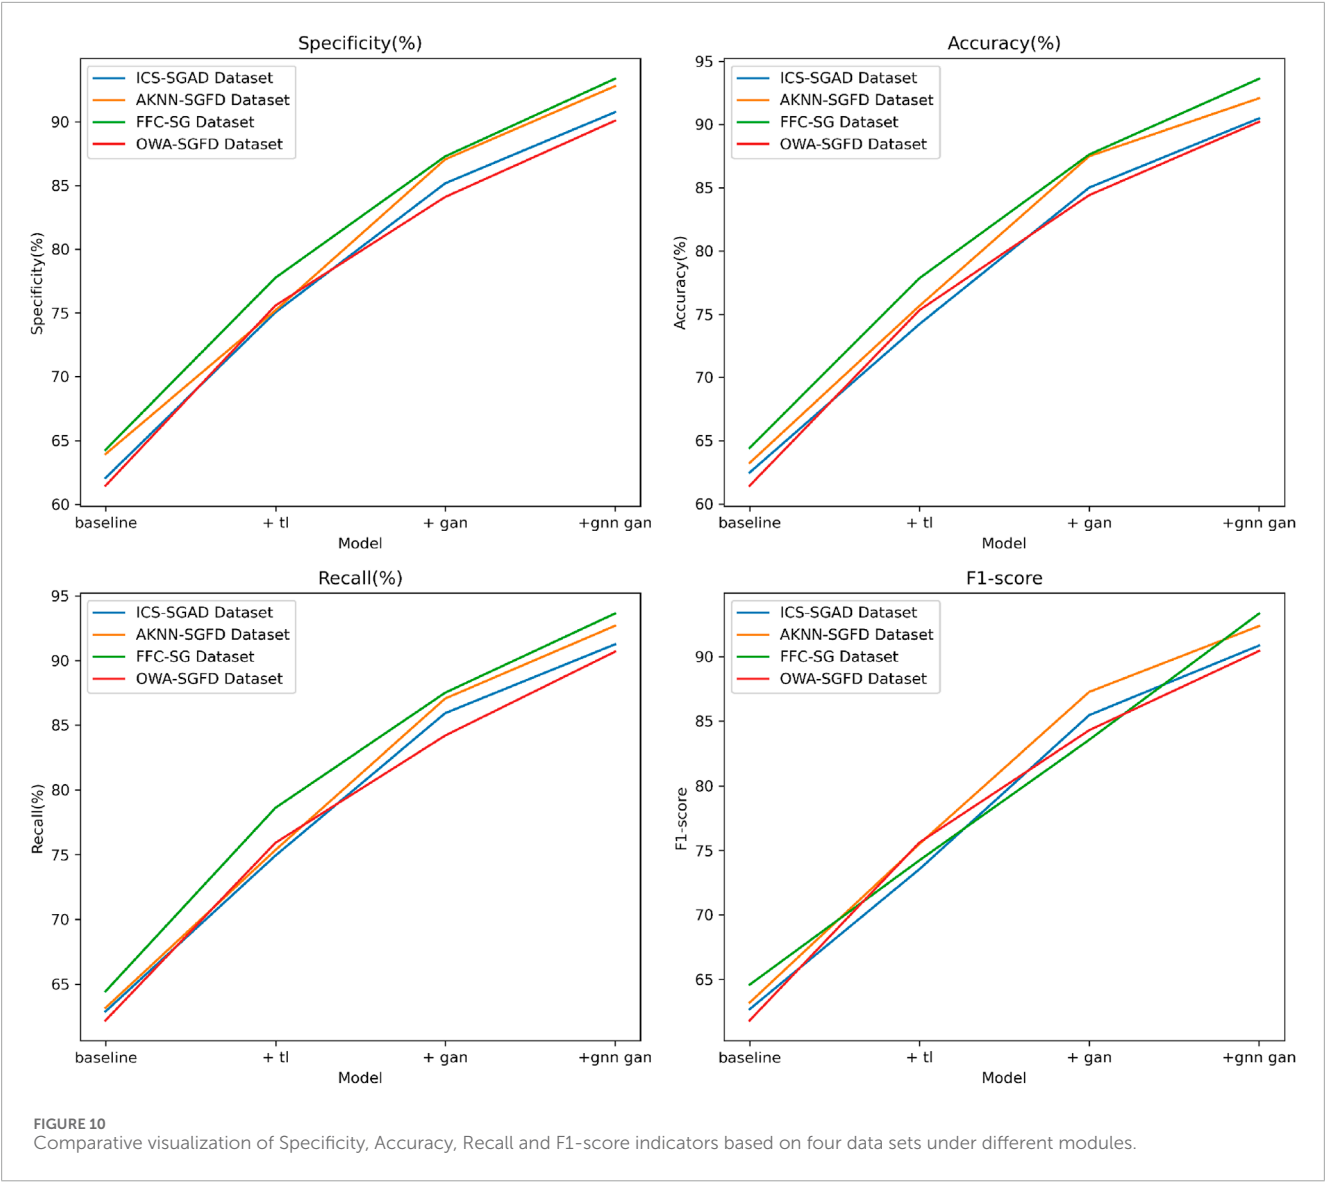 Specificity(%)
ICS-SGAD Dataset
AKNN-SGFD Dataset
FFC-SG Dataset
OWA-SGFD Dataset
Specificity(%)
90
85
80
75
70
65
60
baseline
+ tl
+ gan
+gnn gan
Model
Accuracy(%)
ICS-SGAD Dataset
AKNN-SGFD Dataset
FFC-SG Dataset
OWA-SGFD Dataset
Accuracy(%)
95
90
85
80
75
70
65
60
baseline
+ tl
+ gan
+gnn gan
Model
Recall(%)
ICS-SGAD Dataset
AKNN-SGFD Dataset
FFC-SG Dataset
OWA-SGFD Dataset
Recall(%)
95
90
85
80
75
70
65
baseline
+ tl
+ gan
+gnn gan
Model
F1-score
ICS-SGAD Dataset
AKNN-SGFD Dataset
FFC-SG Dataset
OWA-SGFD Dataset
F1-score
90
85
80
75
70
65
baseline
+ tl
+ gan
+gnn gan
Model
FIGURE 10
Comparative visualization of Specificity, Accuracy, Recall and F1-score indicators based on four data sets under different modules.